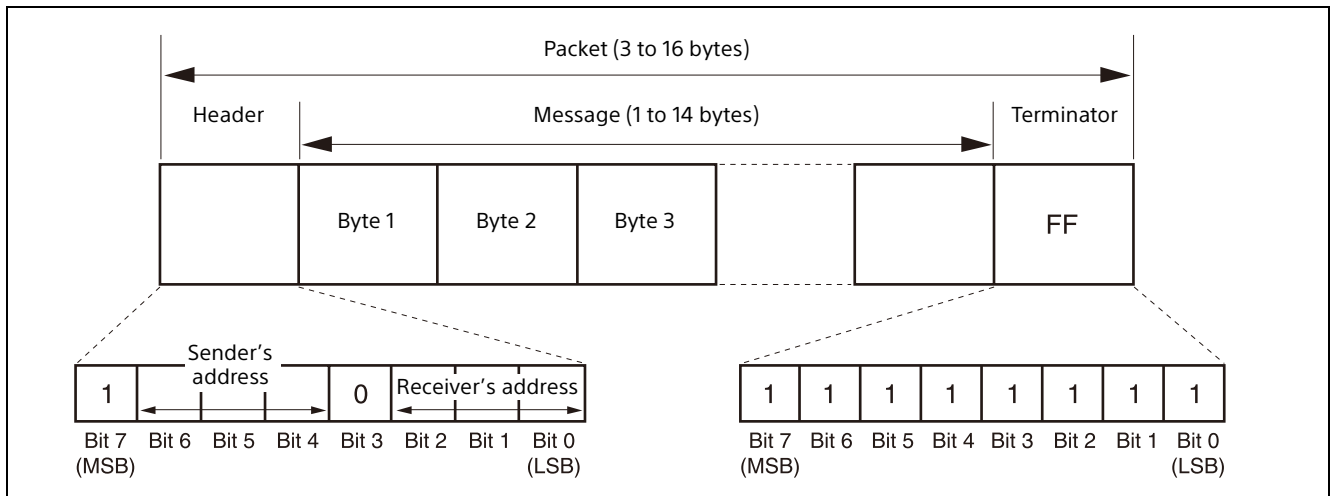 Packet (3 to 16 bytes)
Header
Message (1 to 14 bytes)
Terminator
Byte 1
Byte 2
Byte 3
FF
Sender's
address
1
0
Receiver's address
Bit 7
(MSB)
Bit 6
Bit 5
Bit 4
Bit 3
Bit 2
Bit 1
Bit 0
(LSB)
1 1 1 1 1 1 1 1
Bit 7
(MSB)
Bit 6
Bit 5
Bit 4
Bit 3
Bit 2
Bit 1
Bit 0
(LSB)